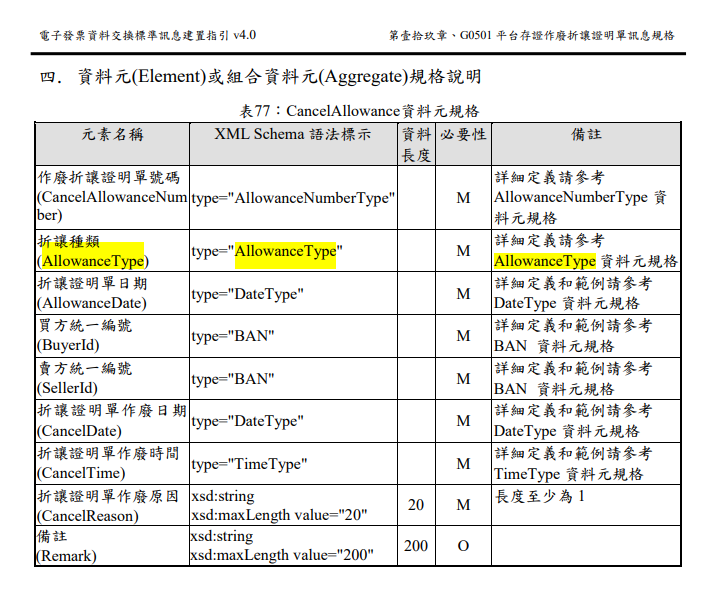 電子發票資料交換標準訊息建置指引 v4.0
第壹拾玖章、G0501 平台存證作廢折讓證明單訊息規格
四. 資料元(Element)或組合資料元(Aggregate)規格說明
表77：CancelAllowance資料元規格
元素名稱
XML Schema 語法標示
資料
長度
必要性
備註
作廢折讓證明單號碼
(CancelAllowanceNum
ber)
type="AllowanceNumberType"
M
詳細定義請參考
AllowanceNumberType 資
料元規格
折讓種類
(AllowanceType)
type="AllowanceType"
M
詳細定義請參考
AllowanceType 資料元規格
折讓證明單日期
(AllowanceDate)
type="DateType"
M
詳細定義和範例請參考
DateType 資料元規格
買方統一編號
(BuyerId)
type="BAN"
M
詳細定義和範例請參考
BAN 資料元規格
賣方統一編號
(SellerId)
type="BAN"
M
詳細定義和範例請參考
BAN 資料元規格
折讓證明單作廢日期
(CancelDate)
type="DateType"
M
詳細定義和範例請參考
DateType 資料元規格
折讓證明單作廢時間
(CancelTime)
type="TimeType"
M
詳細定義和範例請參考
TimeType 資料元規格
折讓證明單作廢原因
(CancelReason)
xsd:string
xsd:maxLength value="20"
20
M
長度至少為 1
備註
(Remark)
xsd:string
xsd:maxLength value="200"
200
O